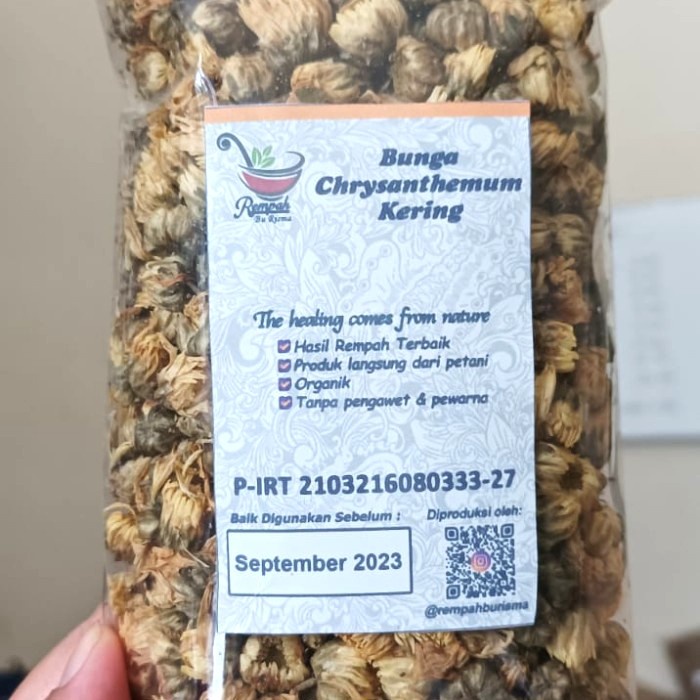 Rempah
Bu Risma
Bunga
Chrysanthemum
Kering
The healing comes from nature
Hasil Rempah Terbaik
Produk langsung dari petani
Organik
Tanpa pengawet & pewarna
P-IRT 2103216080333-27
Baik Digunakan Sebelum :
September 2023
Diproduksi oleh:
@rempahburisma